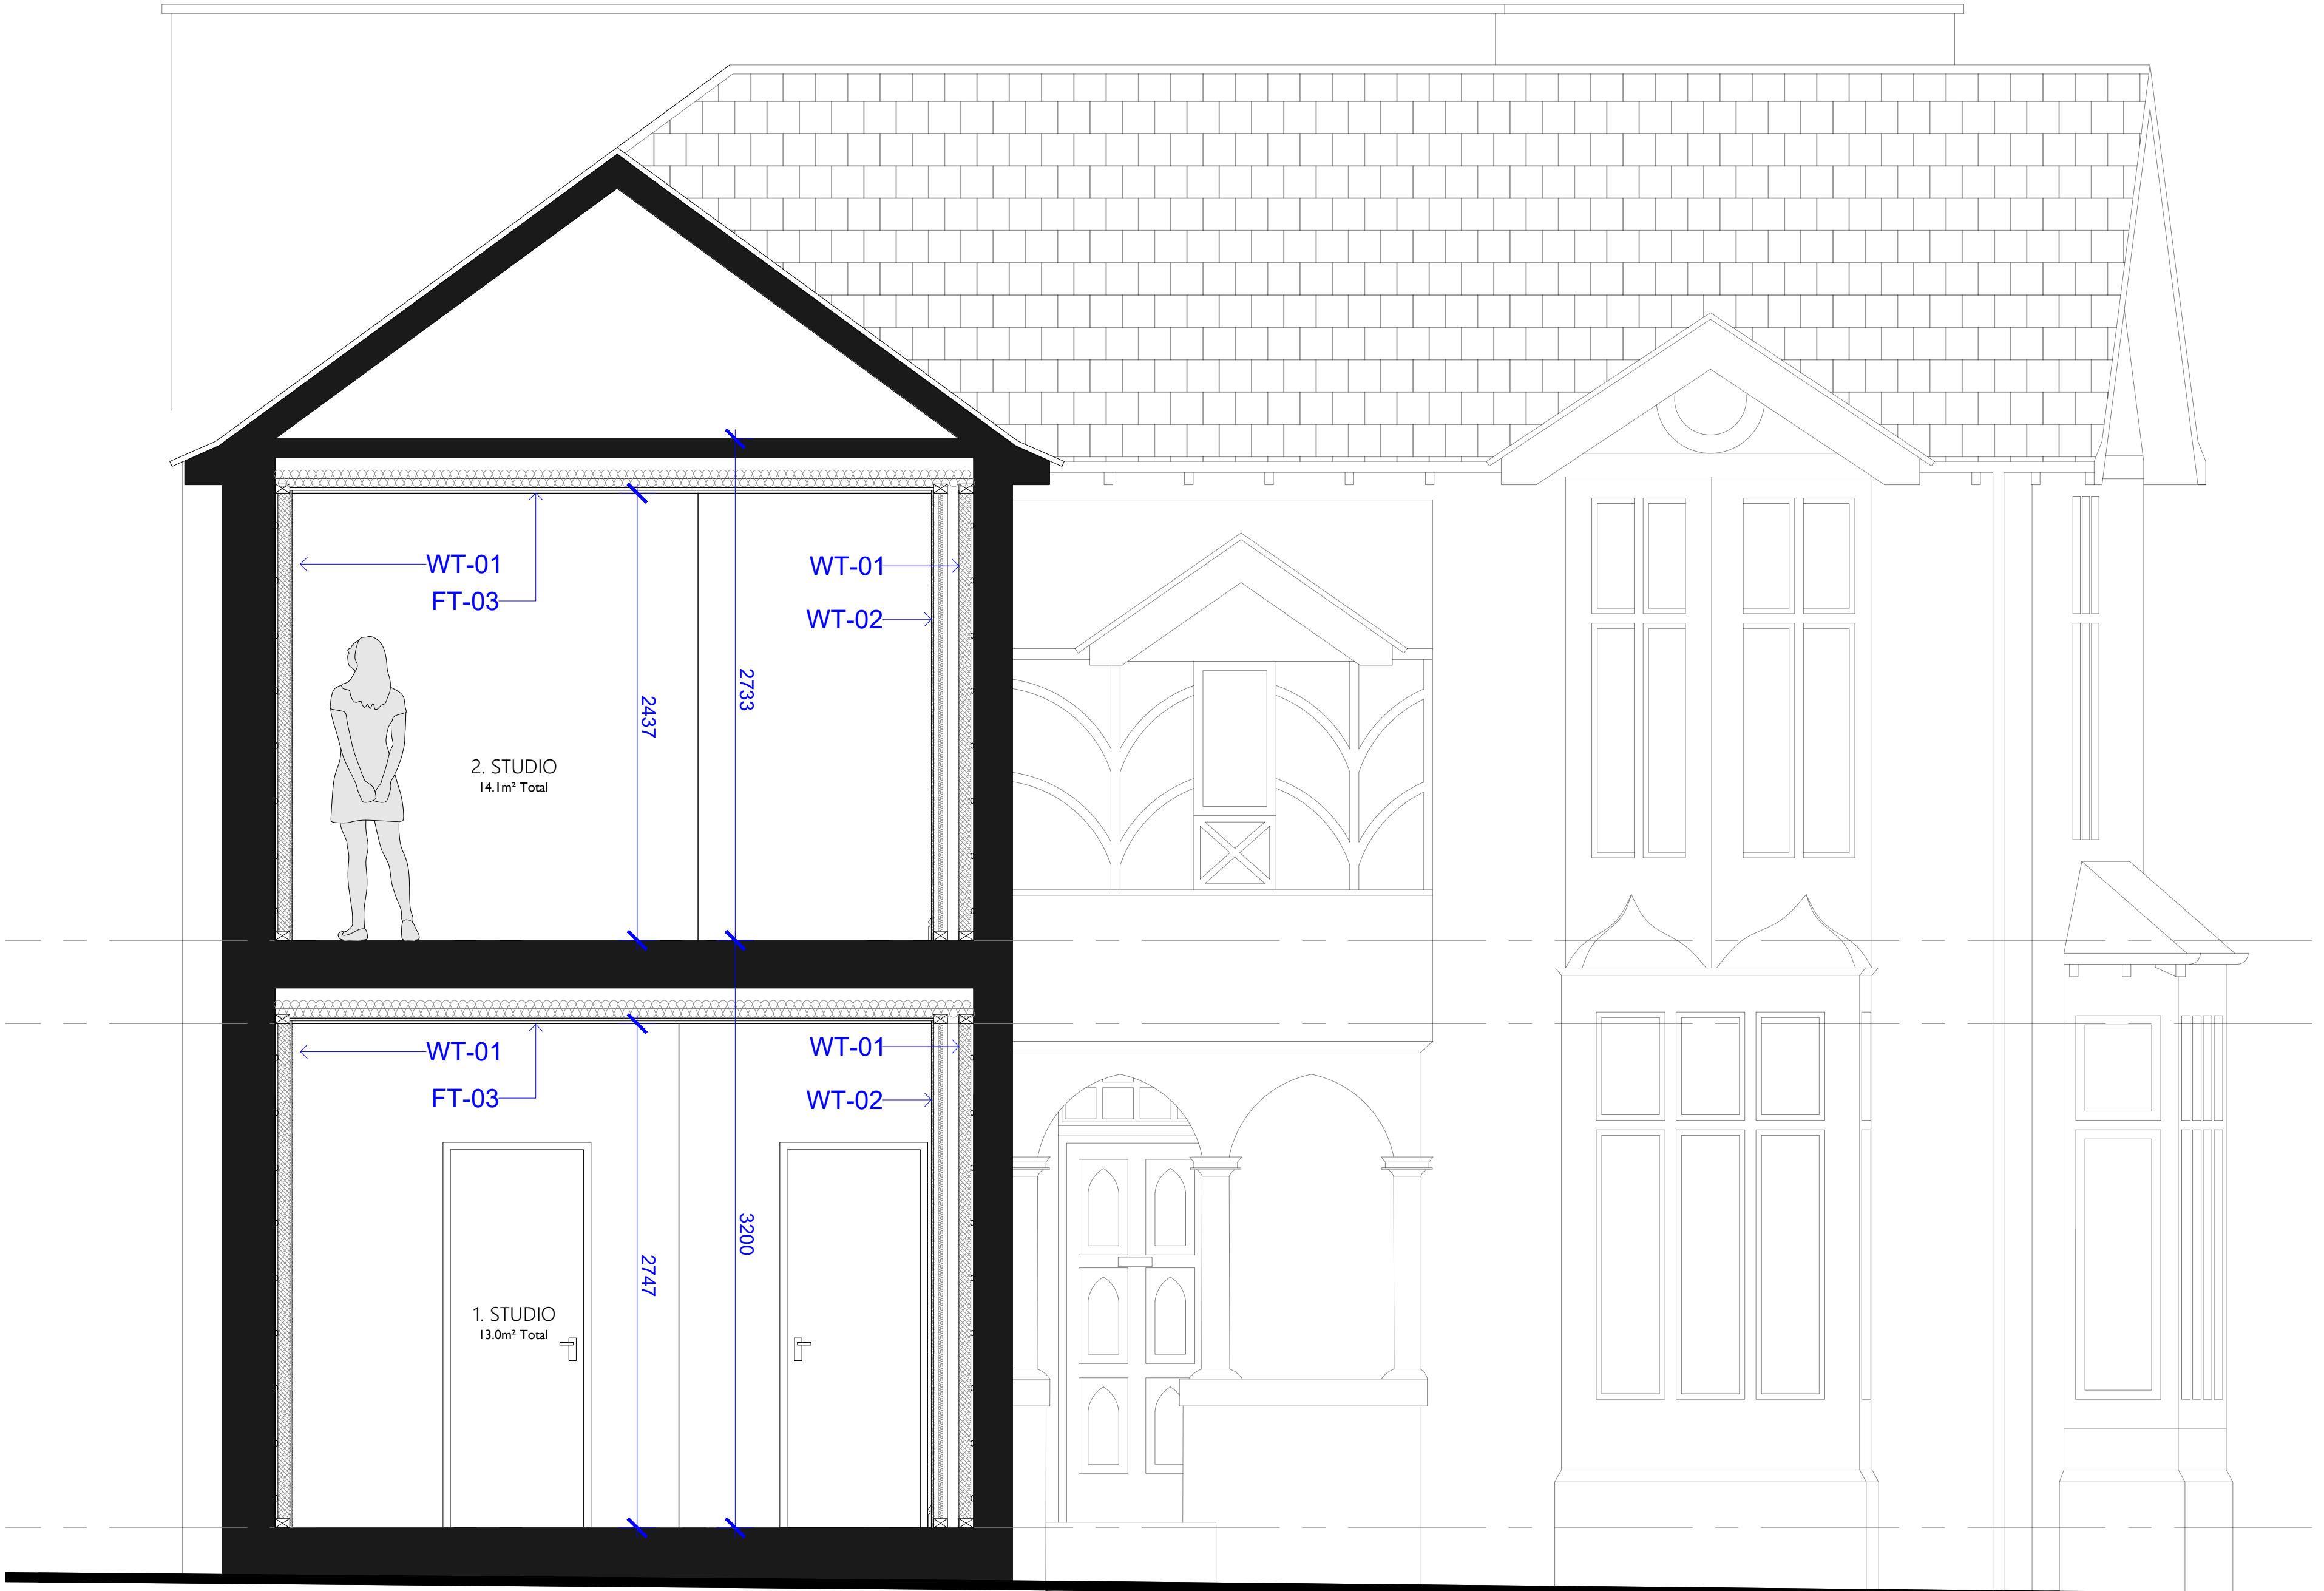 WT-01
WT-01
FT-03
WT-02
2733
2437
2. STUDIO
14.1m² Total
WT-01
WT-01
FT-03
WT-02
3200
2747
1. STUDIO
13.0m² Total